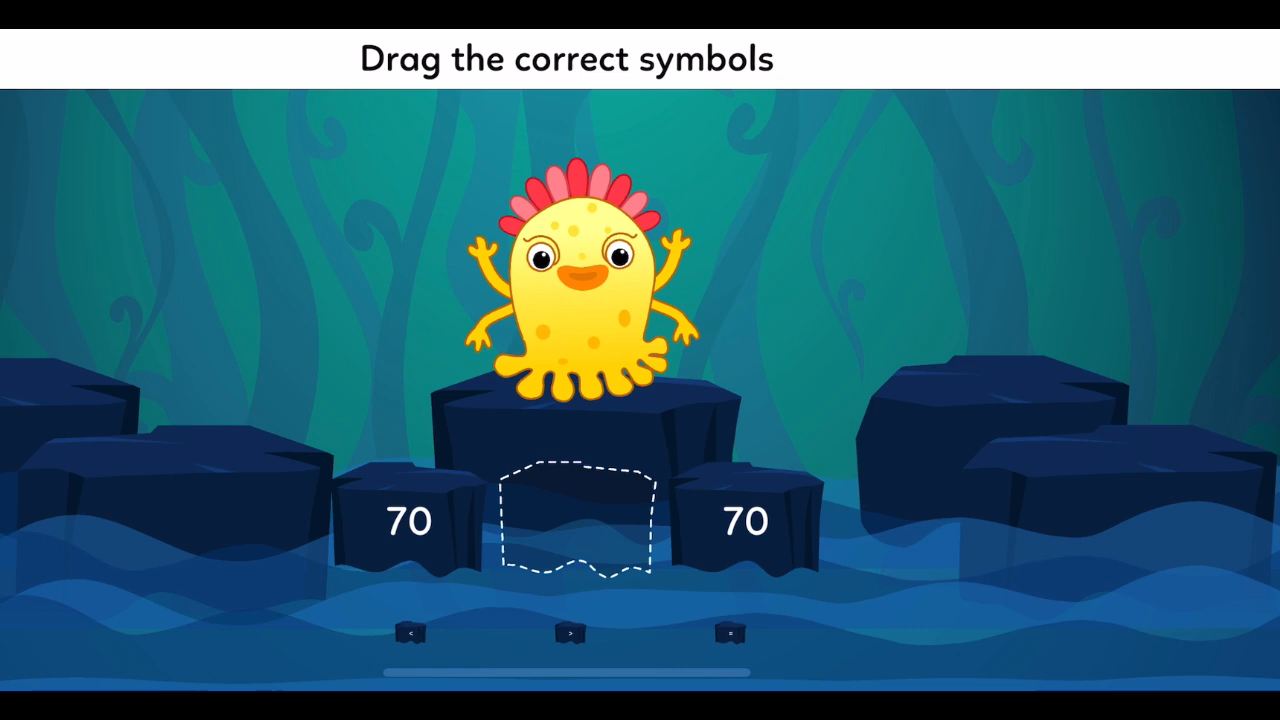 Drag the correct symbols
70 70
< > =